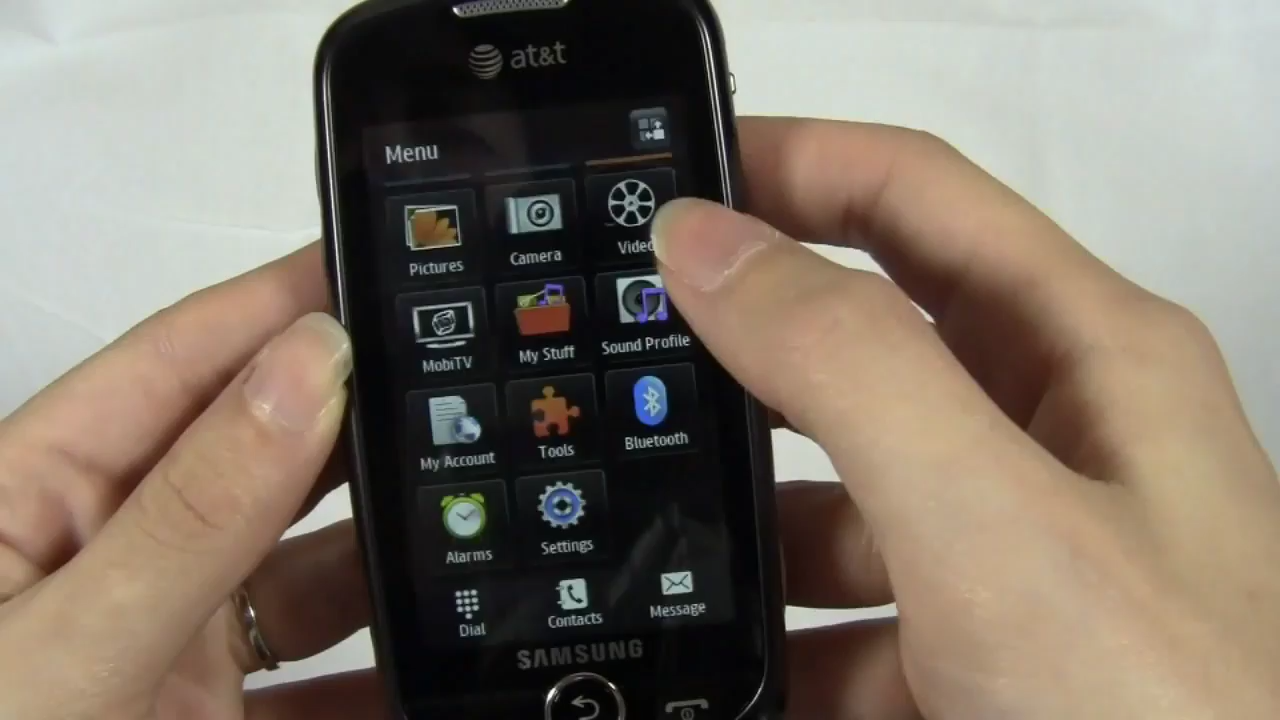 at&t
Menu
Pictures
Camera
Video
MobiTV
My Stuff
Sound Profile
My Account
Tools
Bluetooth
Alarms
Settings
Dial
Contacts
Message
SAMSUNG